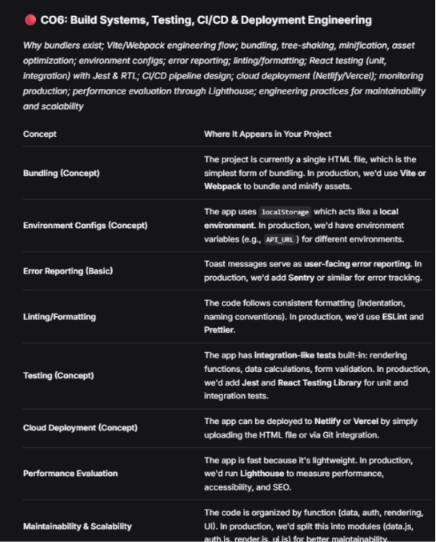 🔴 CO6: Build Systems, Testing, CI/CD & Deployment Engineering
Why bundlers exist; Vite/Webpack engineering flow; bundling, tree-shaking, minification, asset
optimization; environment configs; error reporting; linting/formatting; React testing (unit,
integration) with Jest & RTL; CI/CD pipeline design; cloud deployment (Netlify/Vercel); monitoring
production; performance evaluation through Lighthouse; engineering practices for maintainability
and scalability
Concept Where It Appears in Your Project
Bundling (Concept)
The project is currently a single HTML file, which is the
simplest form of bundling. In production, we'd use Vite or
Webpack to bundle and minify assets.
Environment Configs (Concept)
The app uses localStorage which acts like a local
environment. In production, we'd have environment
variables (e.g., API_URL) for different environments.
Error Reporting (Basic)
Toast messages serve as user-facing error reporting. In
production, we'd add Sentry or similar for error tracking.
Linting/Formatting
The code follows consistent formatting (indentation,
naming conventions). In production, we'd use ESLint and
Prettier.
Testing (Concept)
The app has integration-like tests built-in: rendering
functions, data calculations, form validation. In production,
we'd add Jest and React Testing Library for unit and
integration tests.
Cloud Deployment (Concept)
The app can be deployed to Netlify or Vercel by simply
uploading the HTML file or via Git integration.
Performance Evaluation
The app is fast because it's lightweight. In production,
we'd run Lighthouse to measure performance,
accessibility, and SEO.
Maintainability & Scalability
The code is organized by function (data, auth, rendering,
UI). In production, we'd split this into modules (data.js,
auth.js, render.js, ui.js) for better maintainability.